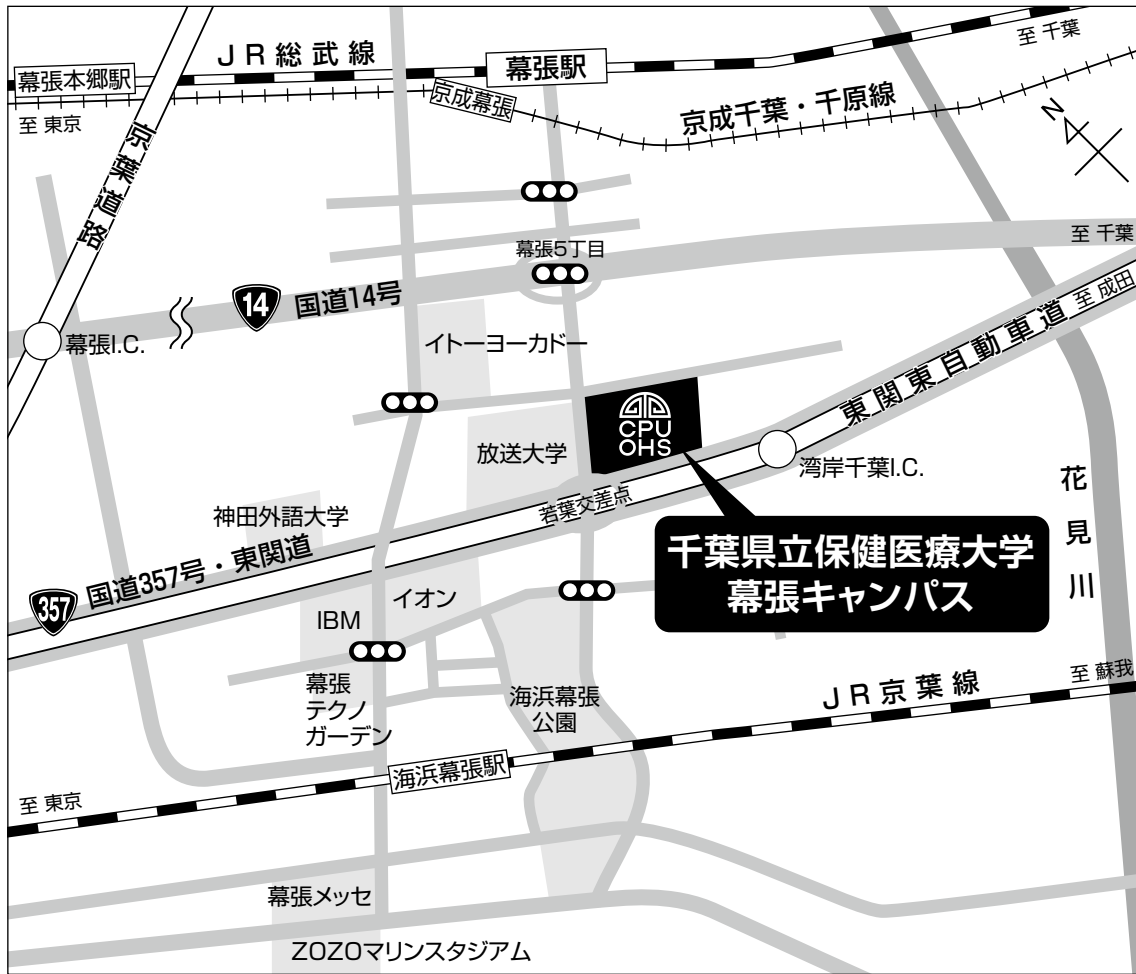 JR総武線
至 千葉
幕張本郷駅
幕張駅
京成幕張
至 東京
京成千葉・千原線
N
京葉道路
幕張5丁目
至 千葉
14
国道14号
至 成田
幕張I.C.
イトーヨーカドー
東関東自動車道
CPU
OHS
放送大学
湾岸千葉I.C.
神田外語大学
若葉交差点
花見川
千葉県立保健医療大学
幕張キャンパス
357
国道357号・東関道
イオン
IBM
幕張
テクノ
ガーデン
海浜幕張
公園
JR京葉線
至 蘇我
海浜幕張駅
至 東京
幕張メッセ
ZOZOマリンスタジアム